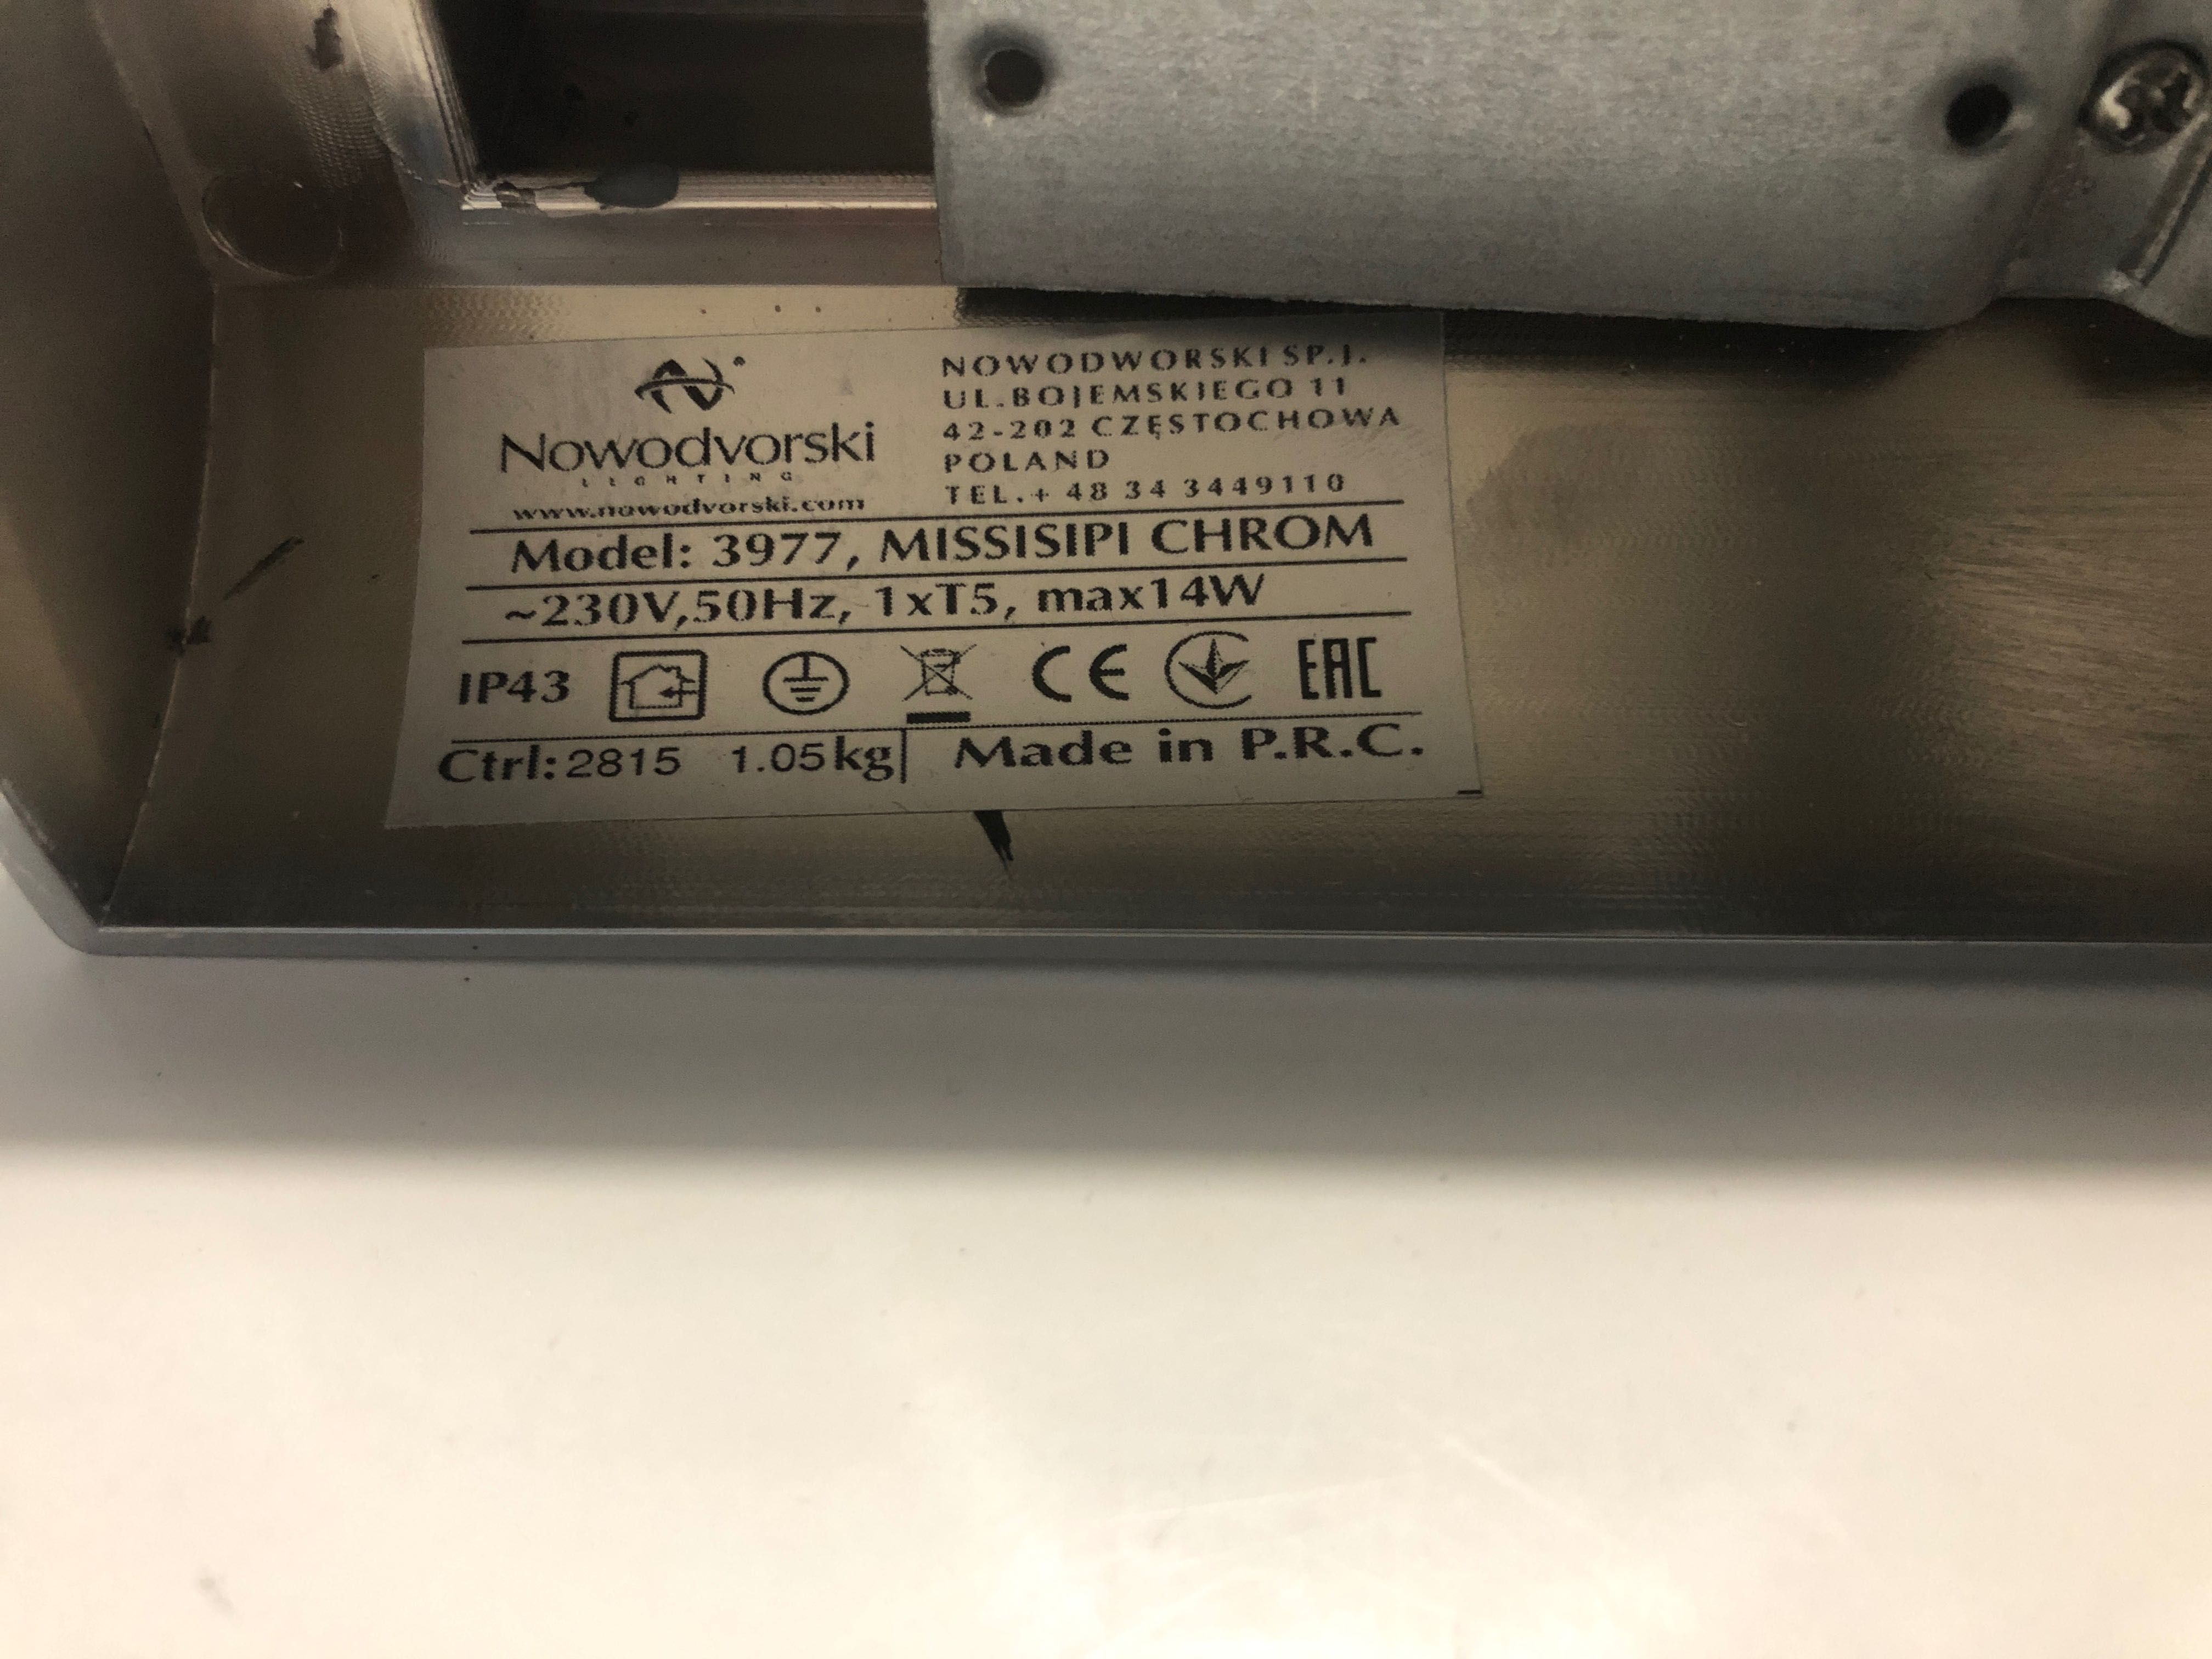 Nowodvorski
LIGHTING
www.nowodvorski.com
NOWODWORSKI SP.J.
UL.BOJEMSKIEGO 11
42-202 CZĘSTOCHOWA
POLAND
TEL.+ 48 34 3449110
Model: 3977, MISSISIPI CHROM
~230V,50Hz, 1xT5, max14W
IP43 CE EAC
Ctrl:2815 1.05kg Made in P.R.C.